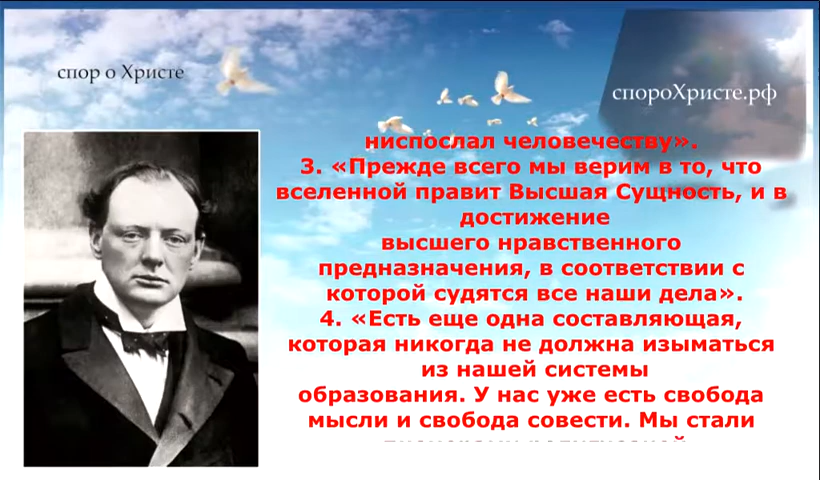 спор о Христе
спороХристе.рф
ниспослал человечеству».
3. «Прежде всего мы верим в то, что
вселенной правит Высшая Сущность, и в
достижение
высшего нравственного
предназначения, в соответствии с
которой судятся все наши дела».
4. «Есть еще одна составляющая,
которая никогда не должна изыматься
из нашей системы
образования. У нас уже есть свобода
мысли и свобода совести. Мы стали